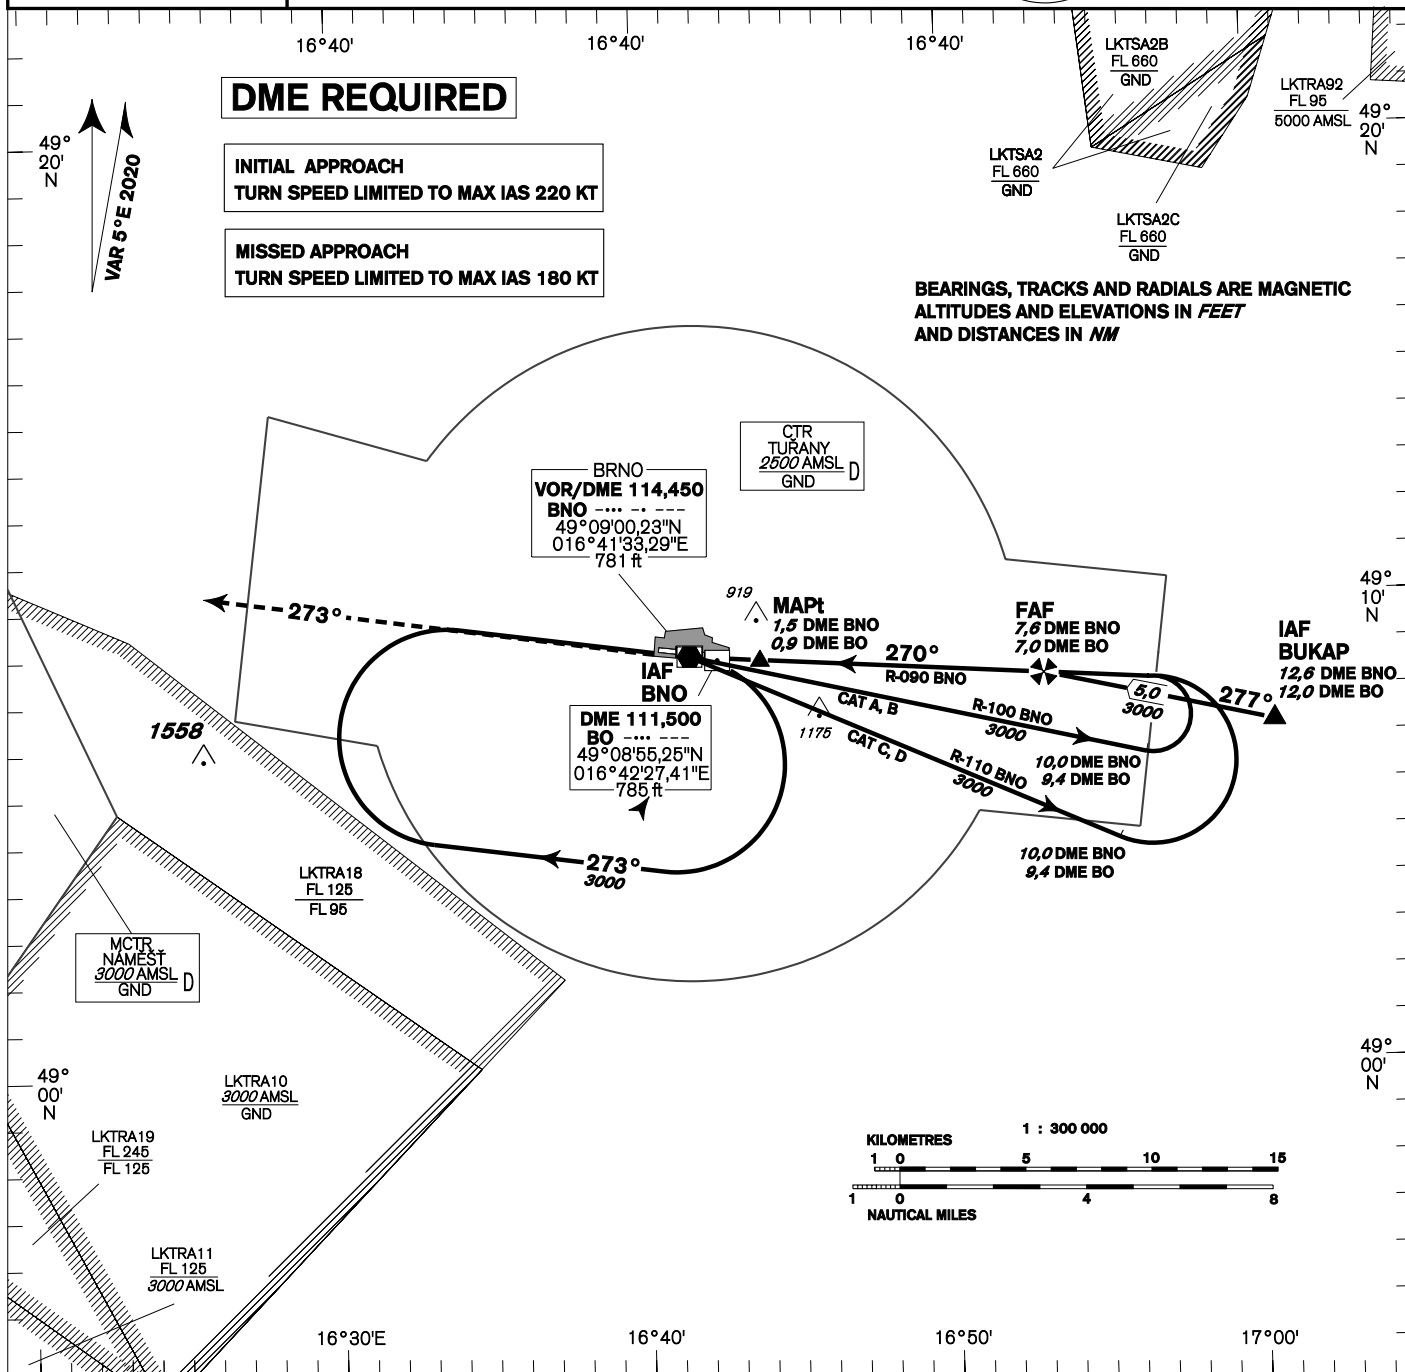 16°40'
16°40'
16°40'
DME REQUIRED
INITIAL APPROACH
TURN SPEED LIMITED TO MAX IAS 220 KT
MISSED APPROACH
TURN SPEED LIMITED TO MAX IAS 180 KT
49°
20'
N
VAR 5°E 2020
LKTSA2B
FL 660
GND
LKTRA92
FL 95
5000 AMSL
49°
20'
N
LKTSA2
FL 660
GND
LKTSA2C
FL 660
GND
BEARINGS, TRACKS AND RADIALS ARE MAGNETIC
ALTITUDES AND ELEVATIONS IN FEET
AND DISTANCES IN NM
CTR
TUŘANY
2500 AMSL
GND
D
BRNO
VOR/DME 114,450
BNO -••• -• ---
49°09'00,23"N
016°41'33,29"E
781 ft
49°
10'
N
273°
919
MAPt
1,5 DME BNO
0,9 DME BO
FAF
7,6 DME BNO
7,0 DME BO
IAF
BUKAP
12,6 DME BNO
12,0 DME BO
270°
R-090 BNO
5,0
3000
277°
IAF
BNO
CAT A, B
R-100 BNO
3000
1175
CAT C, D
R-110 BNO
3000
10,0 DME BNO
9,4 DME BO
DME 111,500
BO -••• ---
49°08'55,25"N
016°42'27,41"E
785 ft
1558
10,0 DME BNO
9,4 DME BO
273°
3000
LKTRA18
FL 125
FL 95
MCTR
NÁMĚŠŤ
3000 AMSL
GND
D
49°
00'
N
49°
00'
N
LKTRA10
3000 AMSL
GND
LKTRA19
FL 245
FL 125
LKTRA11
FL 125
3000 AMSL
1 : 300 000
KILOMETRES
1 0 5 10 15
1 0 4 8
NAUTICAL MILES
16°30'E
16°40'
16°50'
17°00'